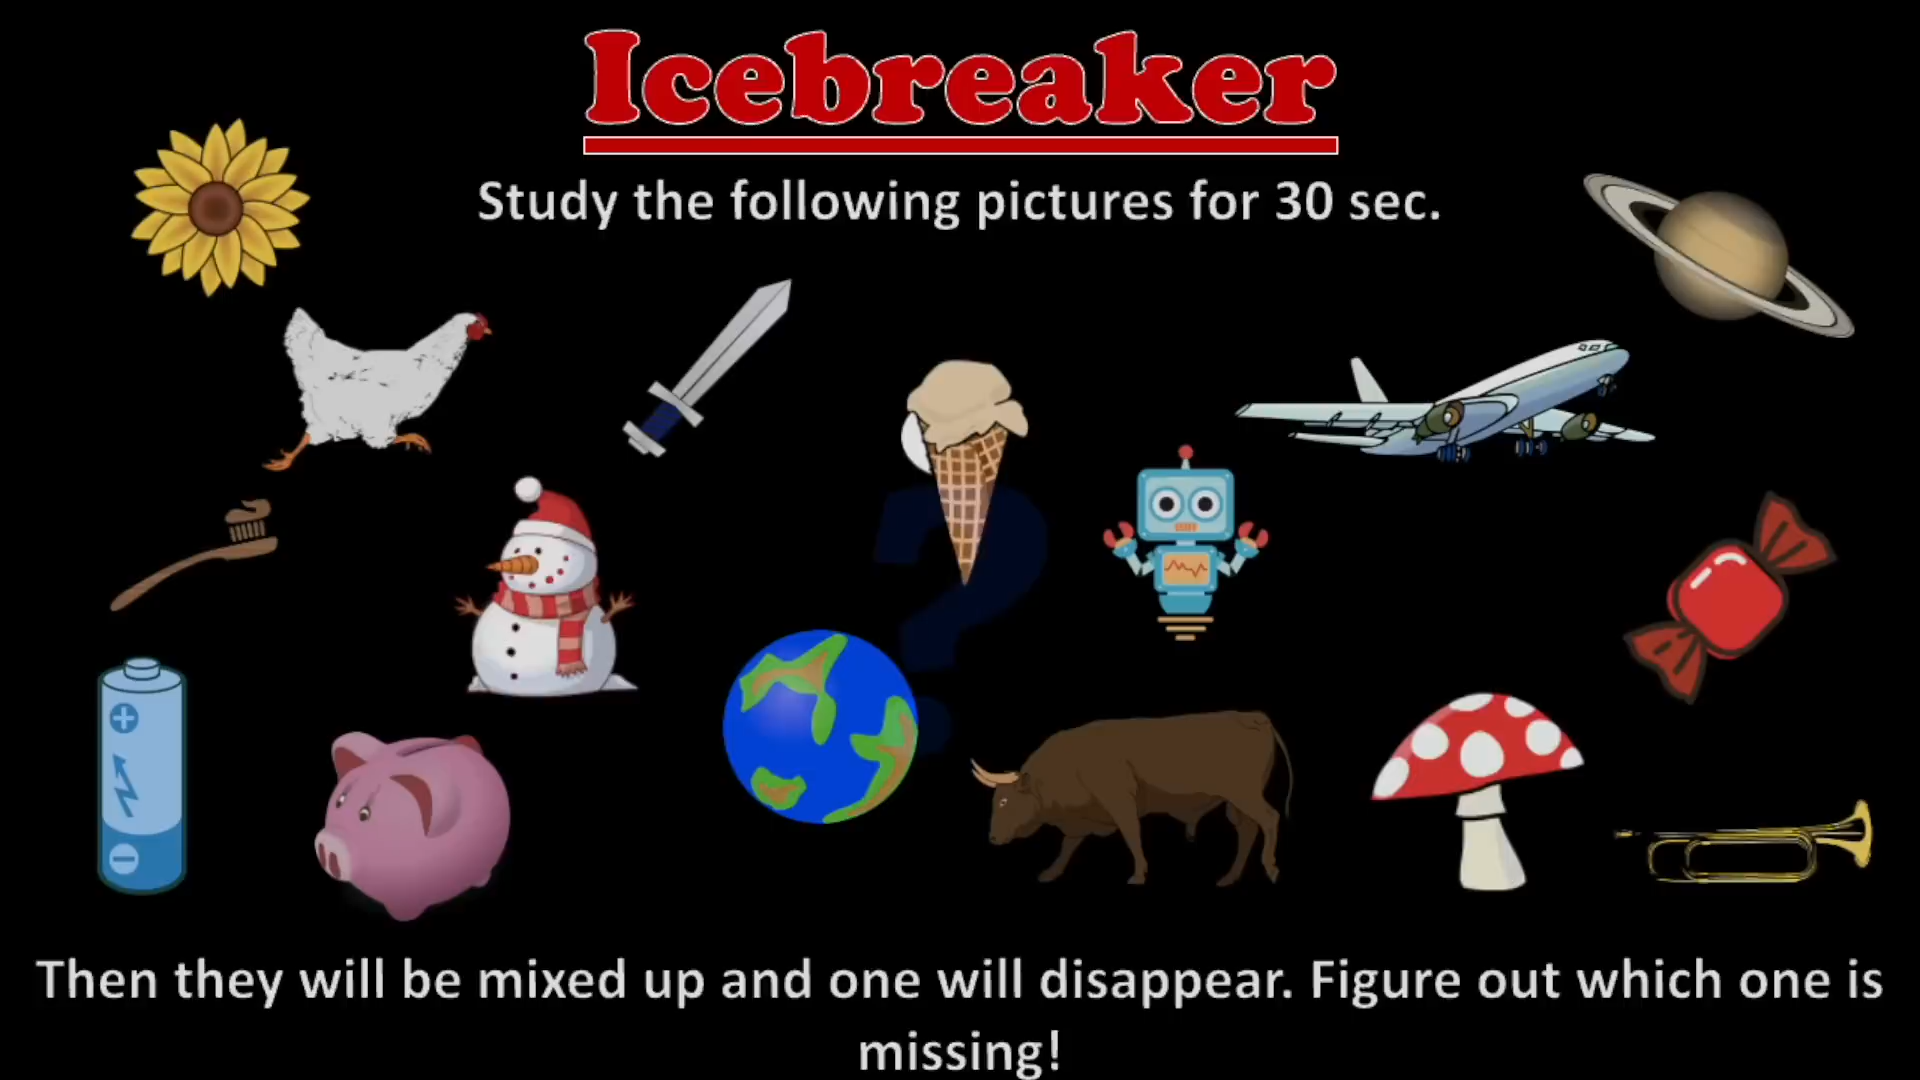 Icebreaker
Study the following pictures for 30 sec.
Then they will be mixed up and one will disappear. Figure out which one is
missing!